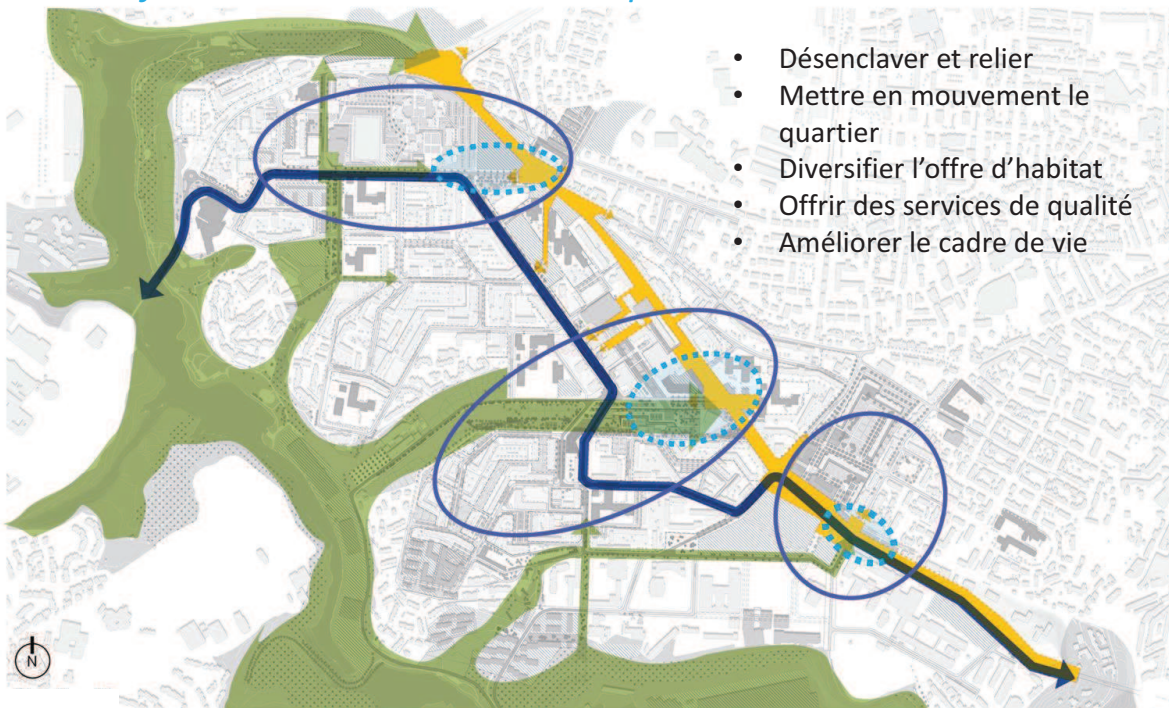 • Désenclaver et relier
• Mettre en mouvement le
quartier
• Diversifier l'offre d'habitat
• Offrir des services de qualité
• Améliorer le cadre de vie
N